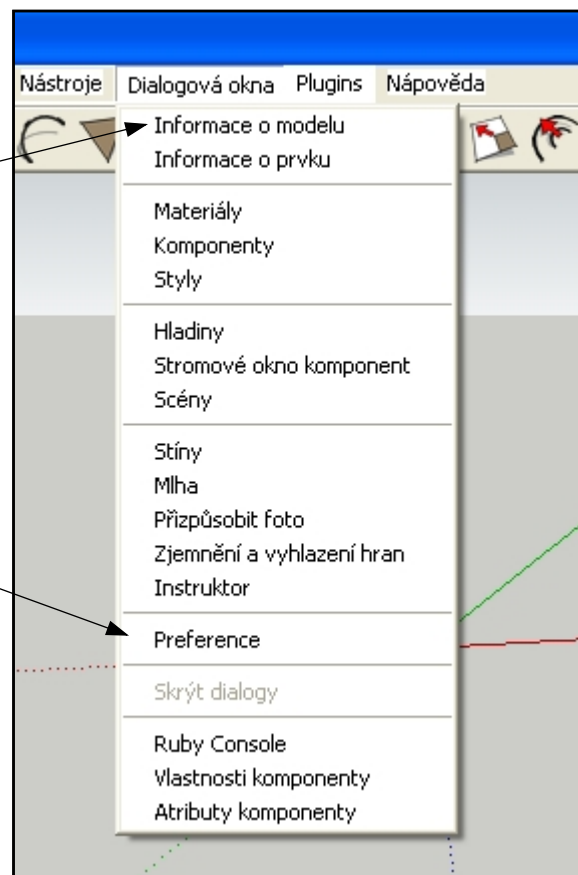 Nástroje Dialogová okna Plugins Nápověda
Informace o modelu
Informace o prvku
Materiály
Komponenty
Styly
Hladiny
Stromové okno komponent
Scény
Stíny
Mlha
Přizpůsobit foto
Zjemnění a vyhlazení hran
Instruktor
Preference
Skrýt dialogy
Ruby Console
Vlastnosti komponenty
Atributy komponenty